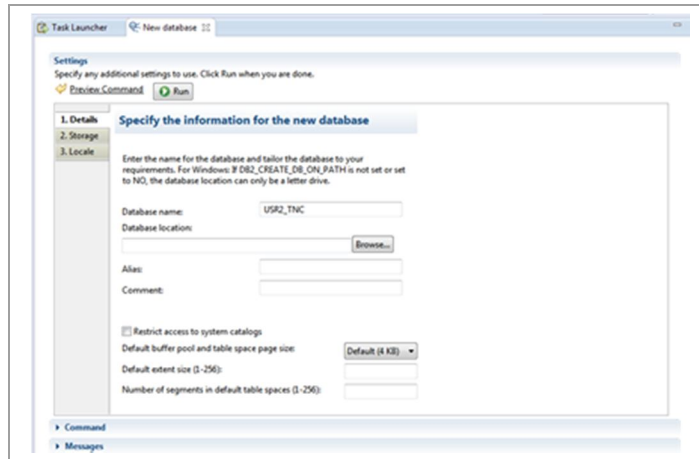 Task Launcher
New database
Settings
Specify any additional settings to use. Click Run when you are done.
Preview Command
Run
1. Details
2. Storage
3. Locale
Specify the information for the new database
Enter the name for the database and tailor the database to your
requirements. For Windows: If DB2_CREATE_DB_ON_PATH is not set or set
to NO, the database location can only be a letter drive.
Database name:
USR2_TNC
Database location:
Browse...
Alias:
Comment:
Restrict access to system catalogs
Default buffer pool and table space page size:
Default (4 KB)
Default extent size (2-256):
Number of segments in default table spaces (1-256):
Command
Messages